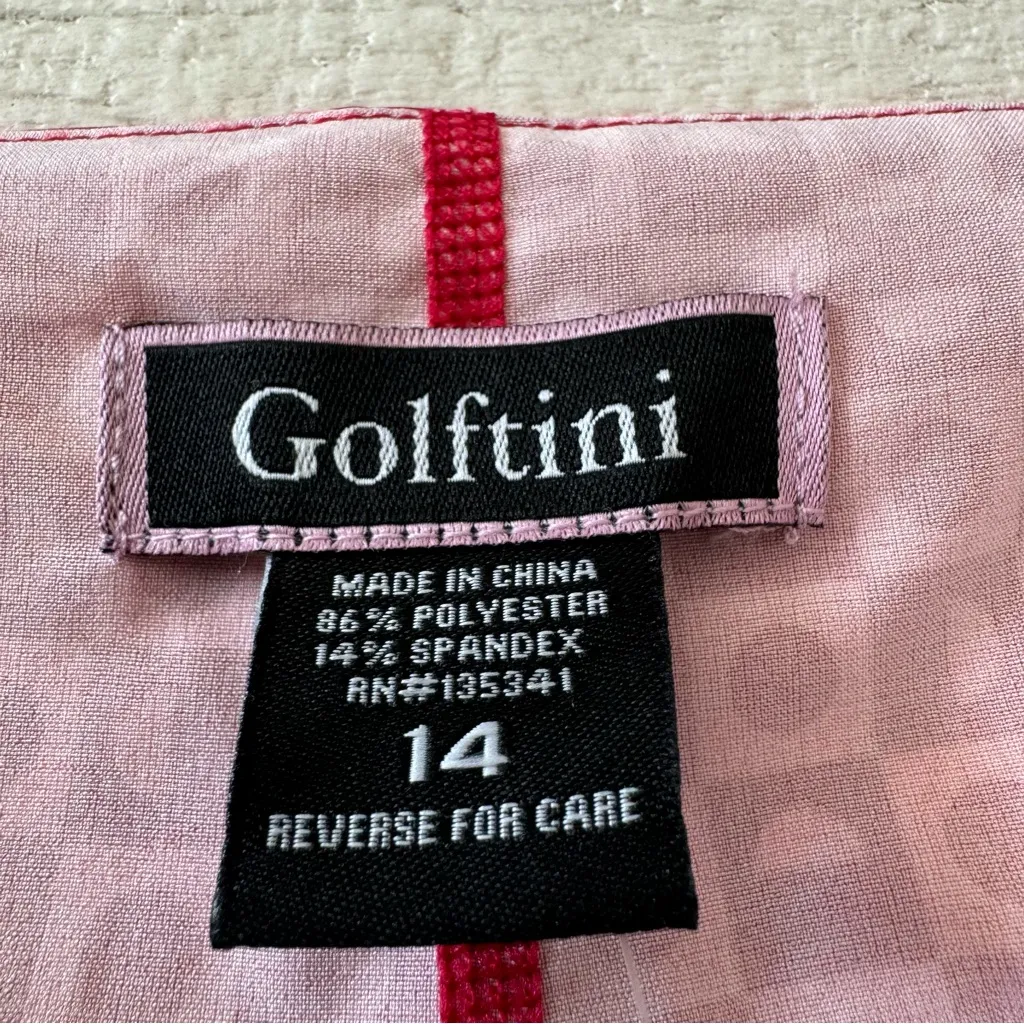 Golftini
MADE IN CHINA
86% POLYESTER
14% SPANDEX
RN#135341
14
REVERSE FOR CARE